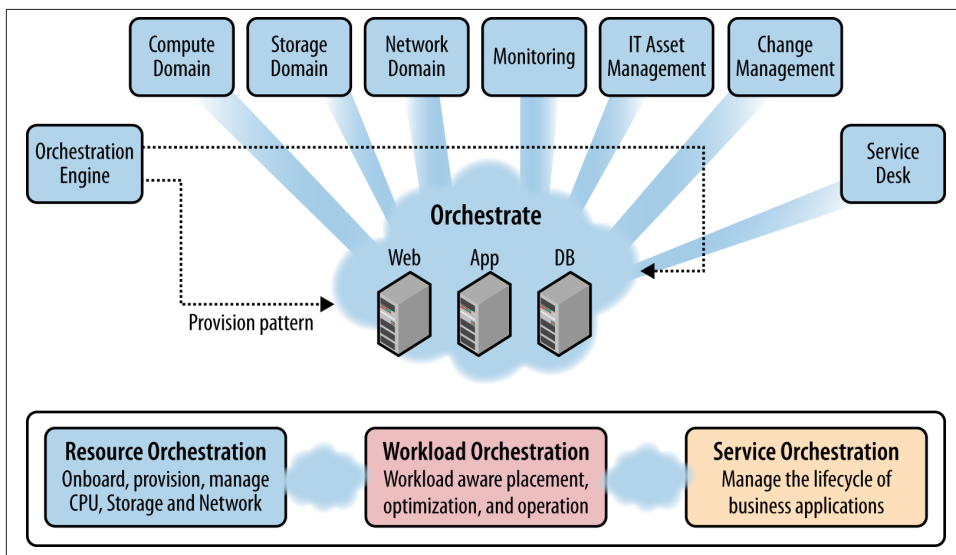 Compute
Domain
Storage
Domain
Network
Domain
Monitoring
IT Asset
Management
Change
Management
Orchestration
Engine
Service
Desk
Orchestrate
Web
App
DB
Provision pattern
Resource Orchestration
Onboard, provision, manage
CPU, Storage and Network
Workload Orchestration
Workload aware placement,
optimization, and operation
Service Orchestration
Manage the lifecycle of
business applications